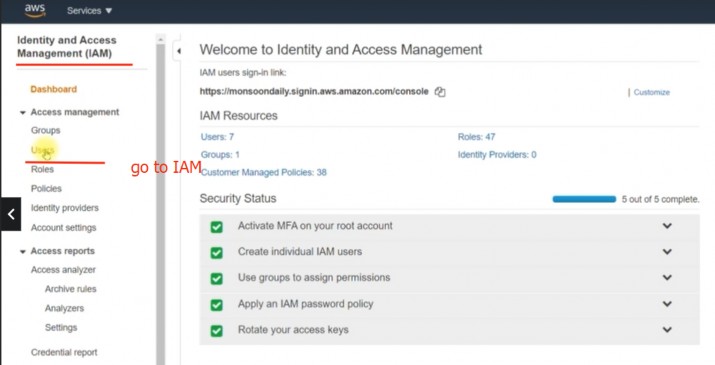 aws
Services
Identity and Access
Management (IAM)
Dashboard
Access management
Groups
Users
Roles
Policies
Identity providers
Account settings
Access reports
Access analyzer
Archive rules
Analyzers
Settings
Credential report
go to IAM
Welcome to Identity and Access Management
IAM users sign-in link:
https://monsoondaily.signin.aws.amazon.com/console
Customize
IAM Resources
Users: 7
Roles: 47
Groups: 1
Identity Providers: 0
Customer Managed Policies: 38
Security Status
5 out of 5 complete.
Activate MFA on your root account
Create individual IAM users
Use groups to assign permissions
Apply an IAM password policy
Rotate your access keys